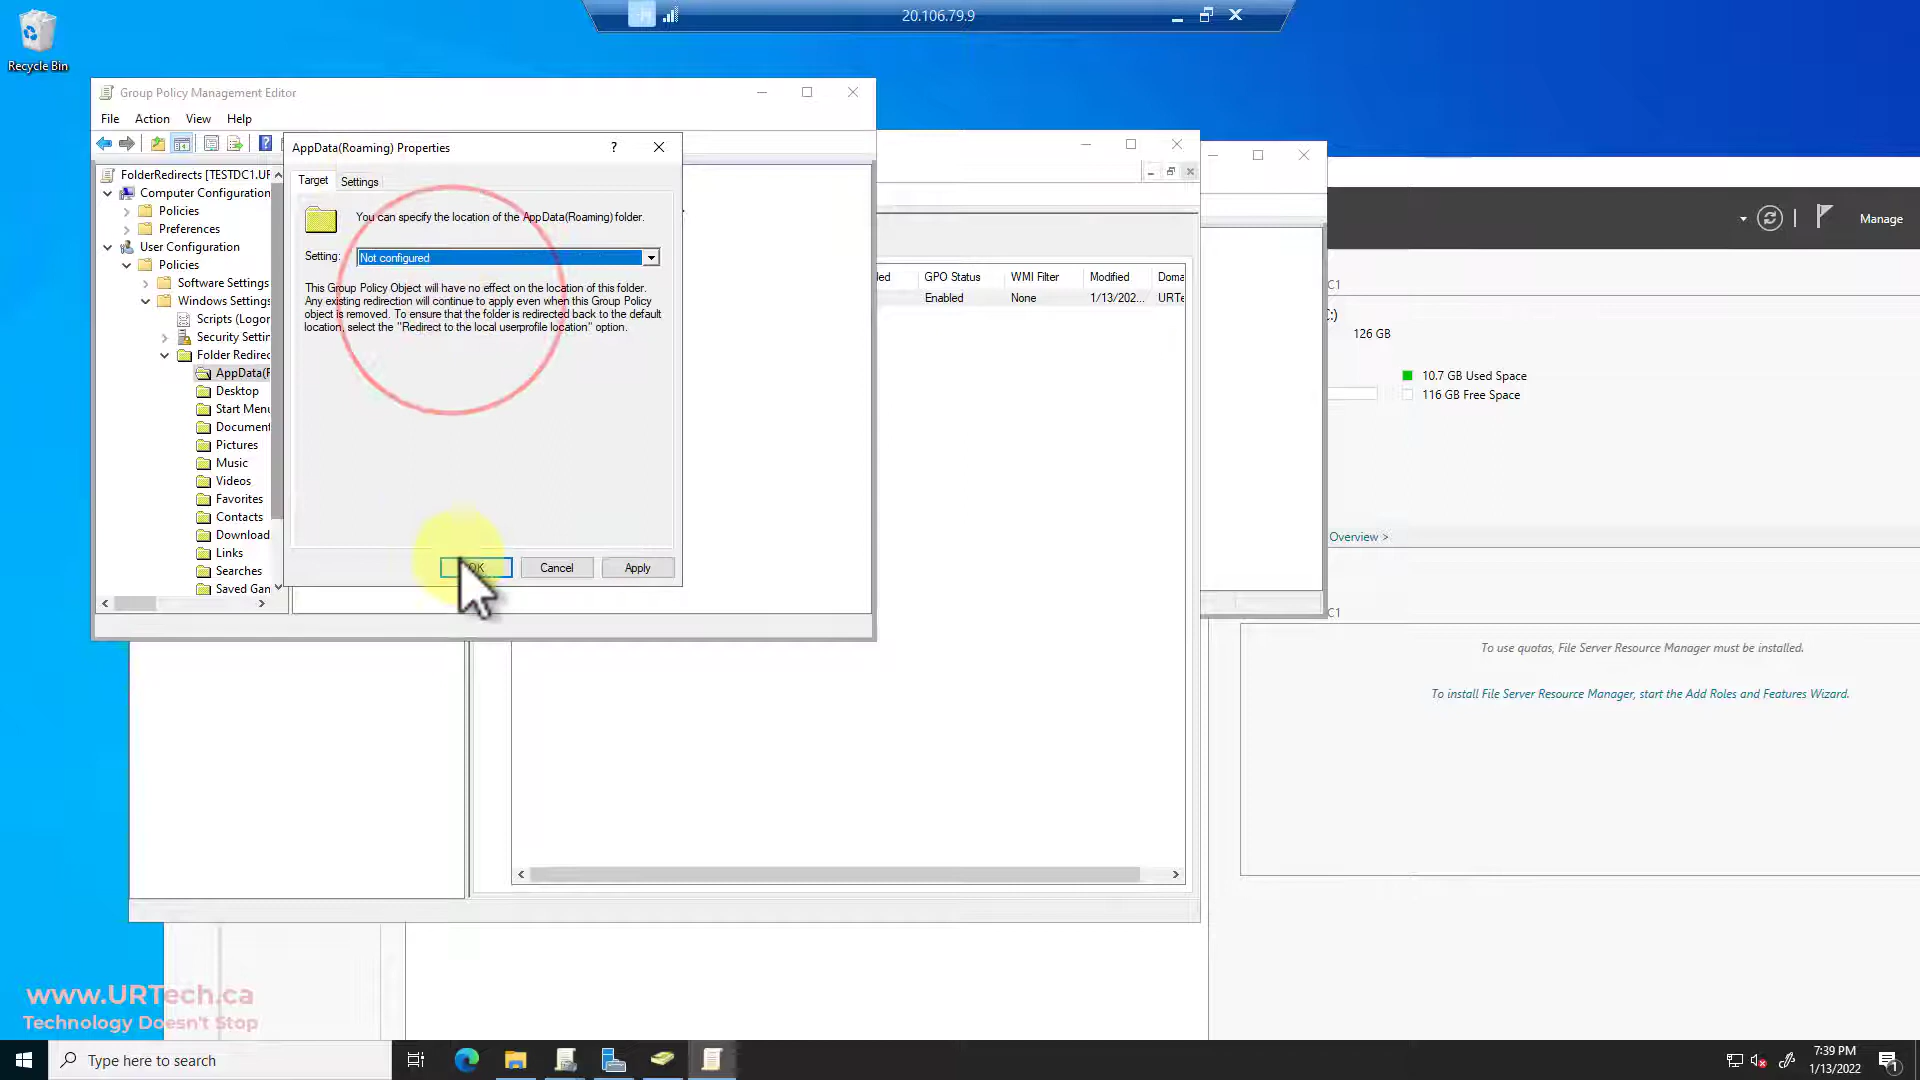 20.106.79.9
Recycle Bin
Group Policy Management Editor
File Action View Help
AppData(Roaming) Properties
Target
Settings
You can specify the location of the AppData(Roaming) folder.
Setting:
Not configured
This Group Policy Object will have no effect on the location of this folder.
Any existing redirection will continue to apply even when this Group Policy
object is removed. To ensure that the folder is redirected back to the default
location, select the "Redirect to the local userprofile location" option.
OK
Cancel
Apply
FolderRedirects [TESTDC1.UR
Computer Configuration
Policies
Preferences
User Configuration
Policies
Software Settings
Windows Settings
Scripts (Logon
Security Settin
Folder Redirec
AppData(R
Desktop
Start Menu
Document
Pictures
Music
Videos
Favorites
Contacts
Download
Links
Searches
Saved Gam
led
GPO Status
WMI Filter
Modified
Doma
Enabled
None
1/13/202...
URTe
Manage
C1
:)
126 GB
10.7 GB Used Space
116 GB Free Space
Overview >
C1
To use quotas, File Server Resource Manager must be installed.
To install File Server Resource Manager, start the Add Roles and Features Wizard.
www.URTech.ca
Technology Doesn't Stop
Type here to search
7:39 PM
1/13/2022
1